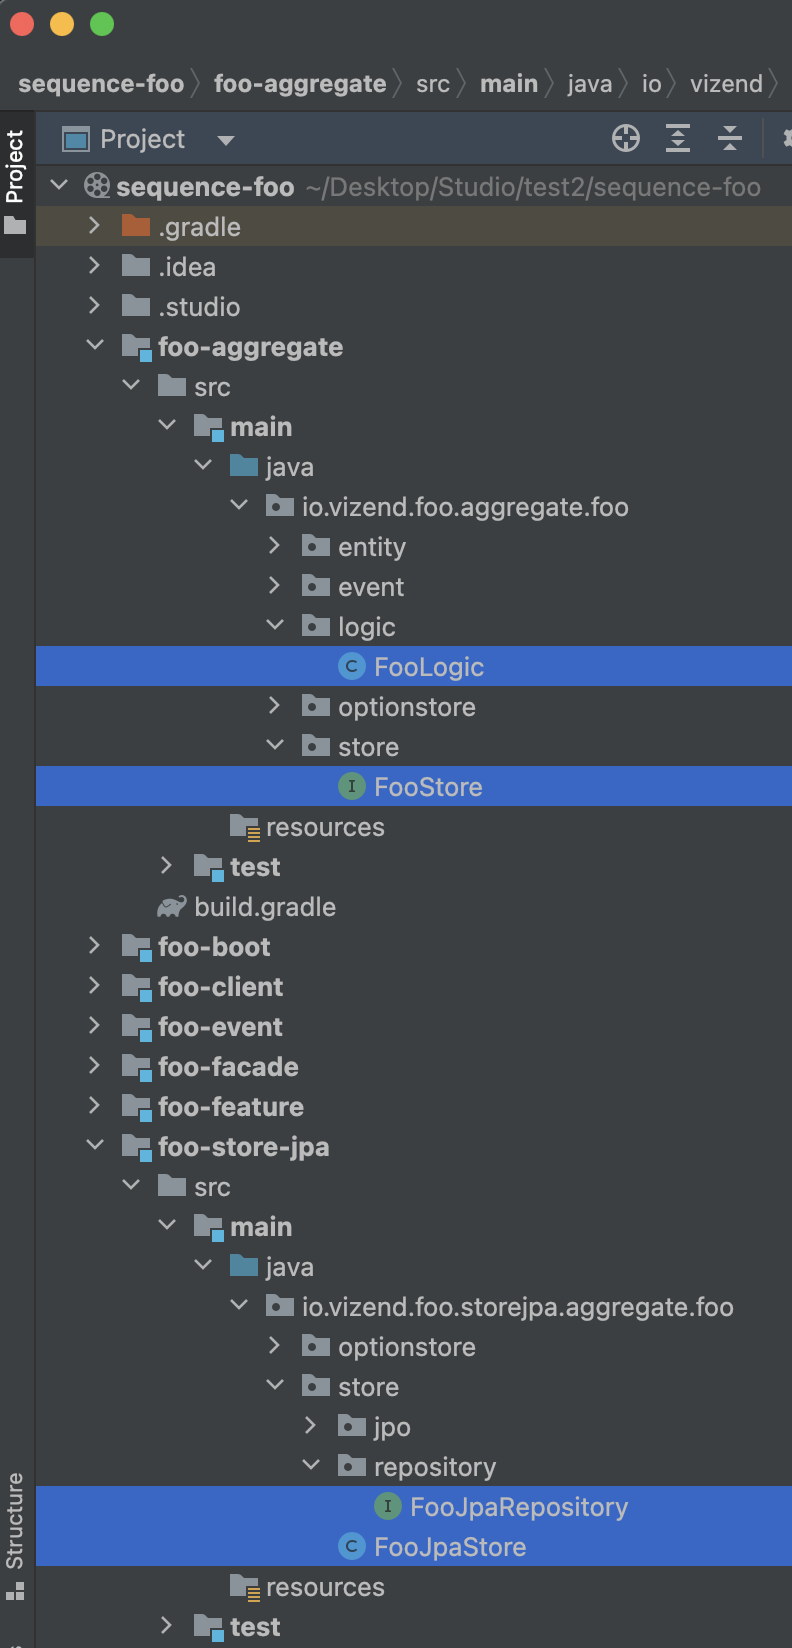 sequence-foo foo-aggregate src main java io vizend
Project
Project
sequence-foo ~/Desktop/Studio/test2/sequence-foo
.gradle
.idea
.studio
foo-aggregate
src
main
java
io.vizend.foo.aggregate.foo
entity
event
logic
C FooLogic
optionstore
store
I FooStore
resources
test
build.gradle
foo-boot
foo-client
foo-event
foo-facade
foo-feature
foo-store-jpa
src
main
java
io.vizend.foo.storejpa.aggregate.foo
optionstore
store
jpo
repository
I FooJpaRepository
C FooJpaStore
resources
test
Structure